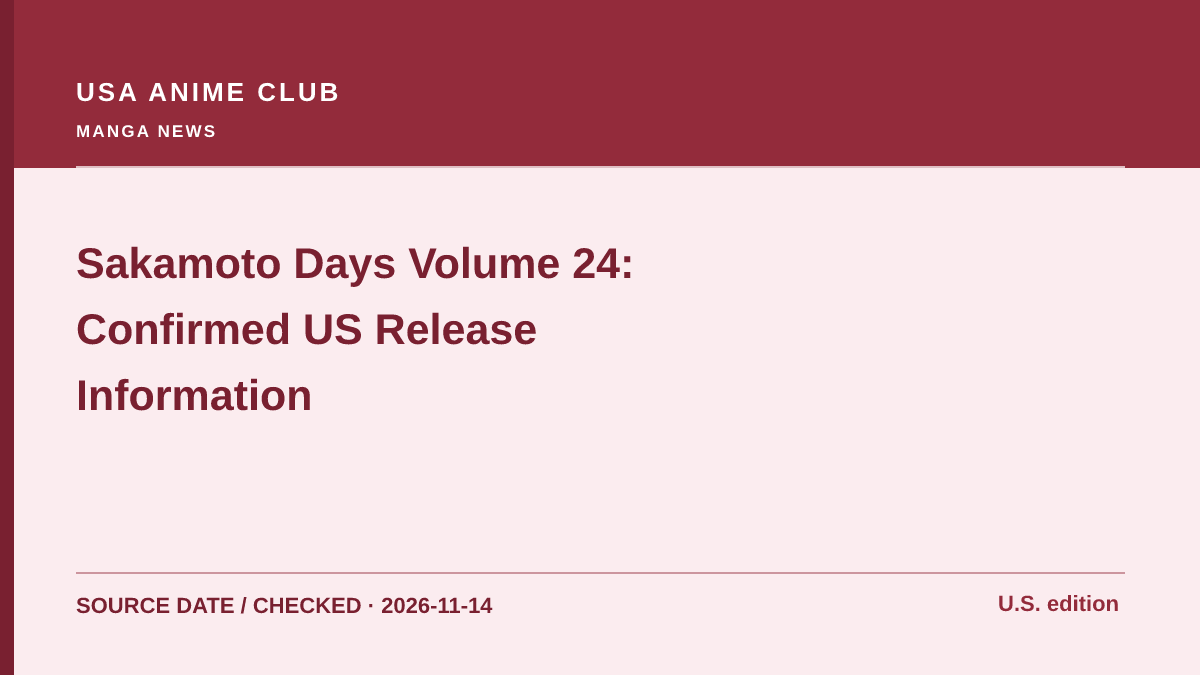 USA ANIME CLUB
MANGA NEWS
Sakamoto Days Volume 24:
Confirmed US Release
Information
SOURCE DATE / CHECKED · 2026-11-14
U.S. edition